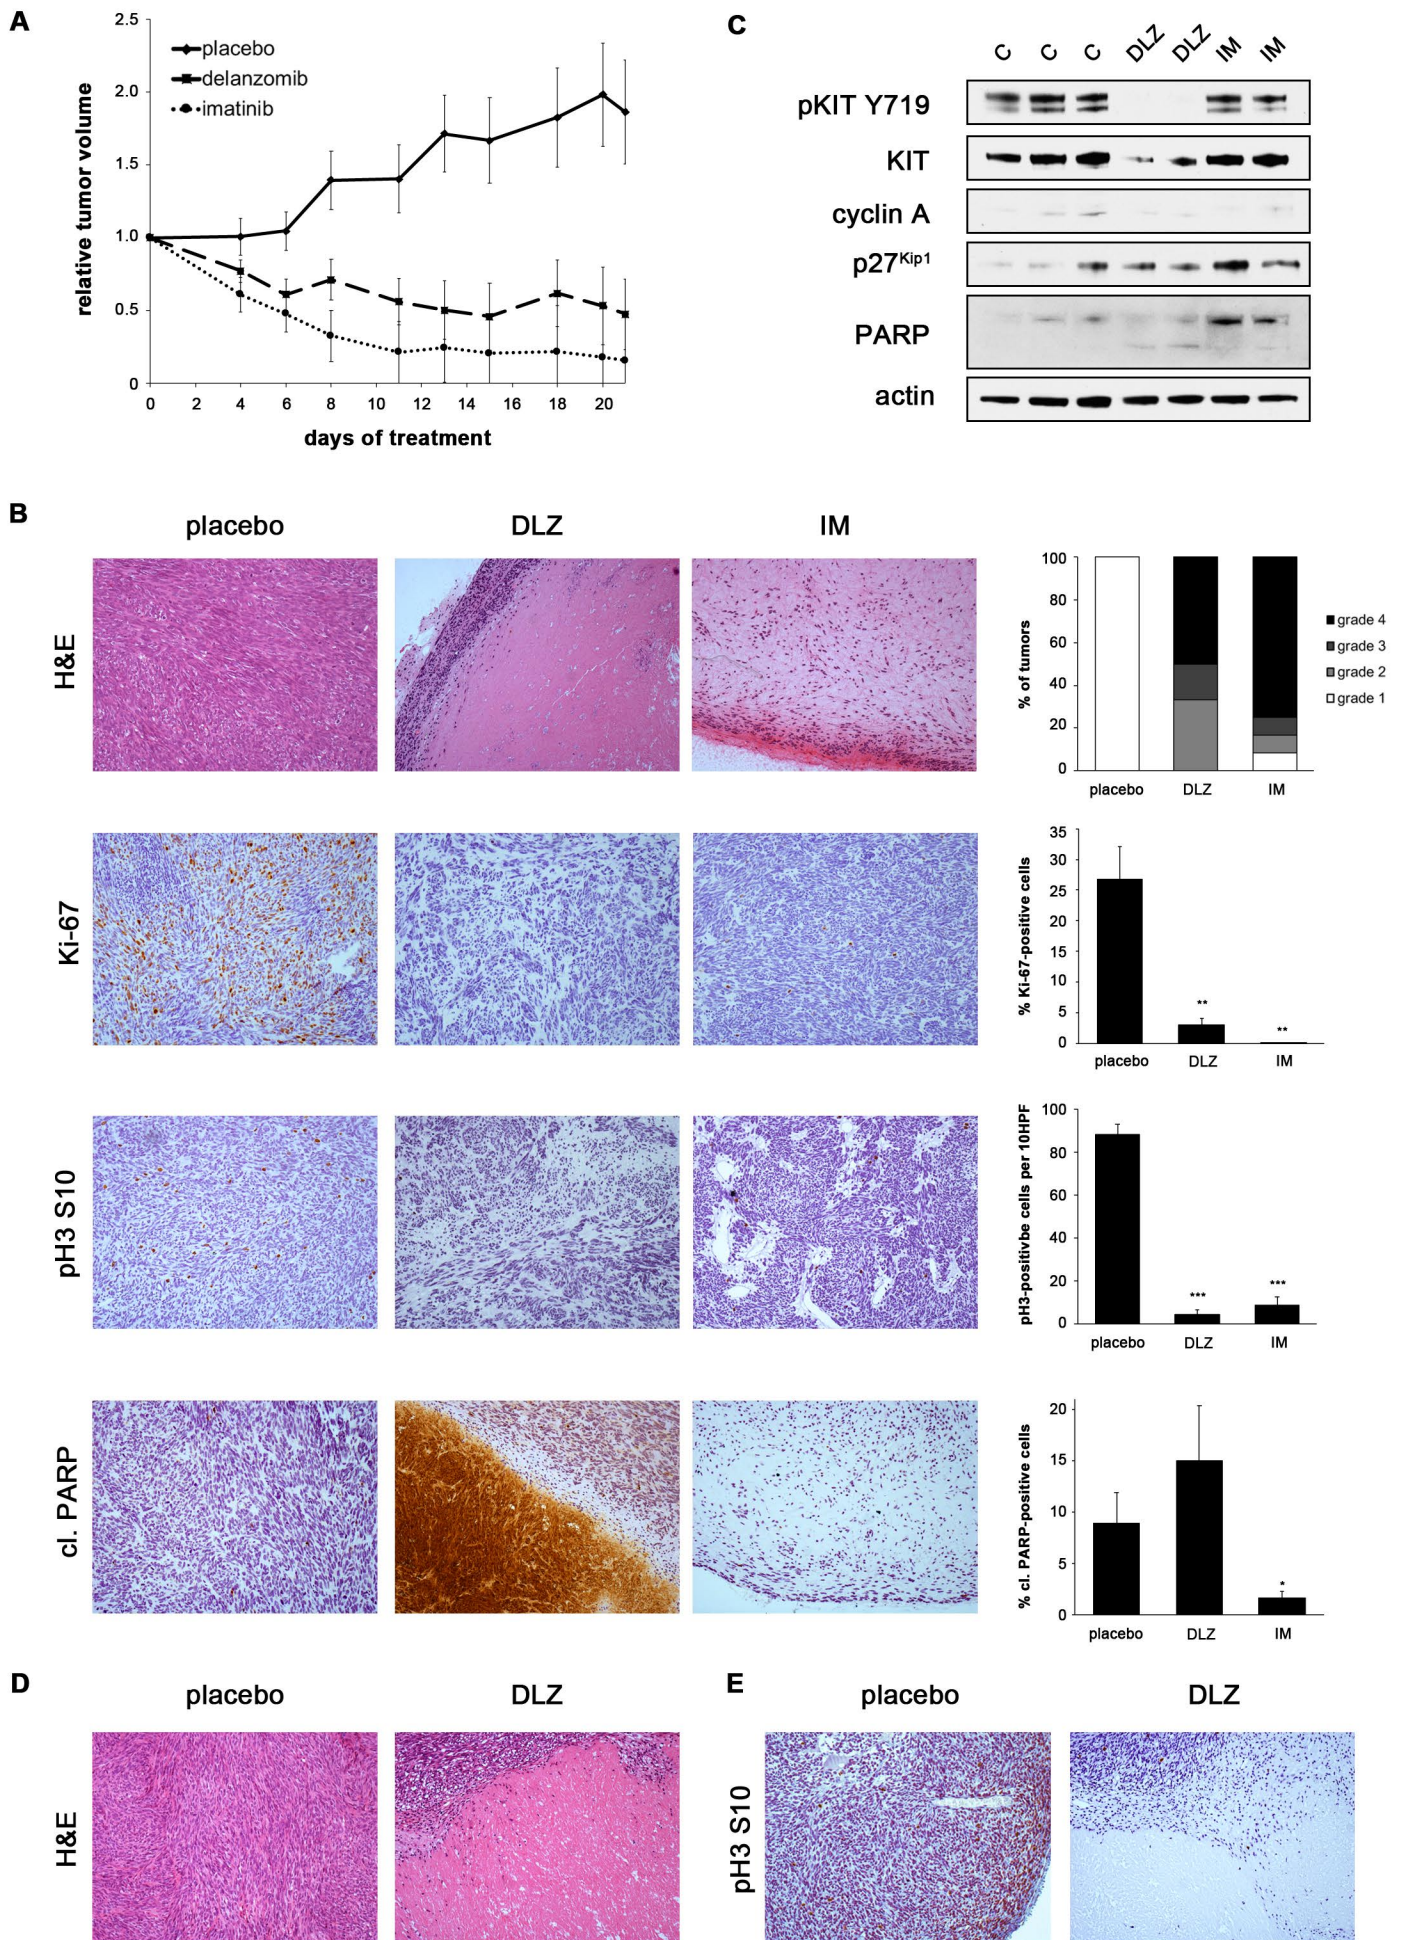 A
2.5
2.0
1.5
1.0
0.5
0
relative tumor volume
placebo
delanzomib
imatinib
0 2 4 6 8 10 12 14 16 18 20
days of treatment
C
C C C DLZ DLZ IM IM
pKIT Y719
KIT
cyclin A
p27Kip1
PARP
actin
B
placebo DLZ IM
H&E
% of tumors
100
80
60
40
20
0
placebo DLZ IM
grade 4
grade 3
grade 2
grade 1
Ki-67
% Ki-67-positive cells
35
30
25
20
15
10
5
0
** **
placebo DLZ IM
pH3 S10
pH3-positivbe cells per 10HPF
100
80
60
40
20
0
*** ***
placebo DLZ IM
cl. PARP
% cl. PARP-positive cells
20
15
10
5
0
*
placebo DLZ IM
D
placebo DLZ
H&E
E
placebo DLZ
pH3 S10